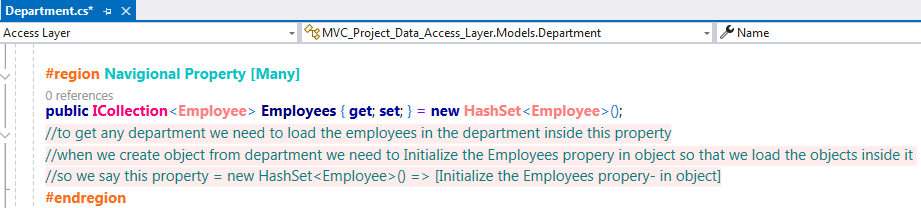 Department.cs*
Access Layer
MVC_Project_Data_Access_Layer.Models.Department
Name
#region Navigional Property [Many]
0 references
public ICollection<Employee> Employees { get; set; } = new HashSet<Employee>();
//to get any department we need to load the employees in the department inside this property
//when we create object from department we need to Initialize the Employees propery in object so that we load the objects inside it
//so we say this property = new HashSet<Employee>() => [Initialize the Employees propery- in object]
#endregion